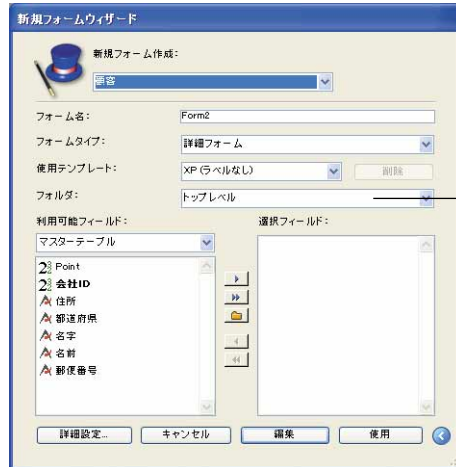 新規フォームウィザード
新規フォーム作成:
顧客
フォーム名: Form2
フォームタイプ: 詳細フォーム
使用テンプレート: XP (ラベルなし) 削除
フォルダ: トップレベル
利用可能フィールド: 選択フィールド:
マスターテーブル
Point
会社ID
住所
都道府県
名字
名前
郵便番号
詳細設定... キャンセル 編集 使用